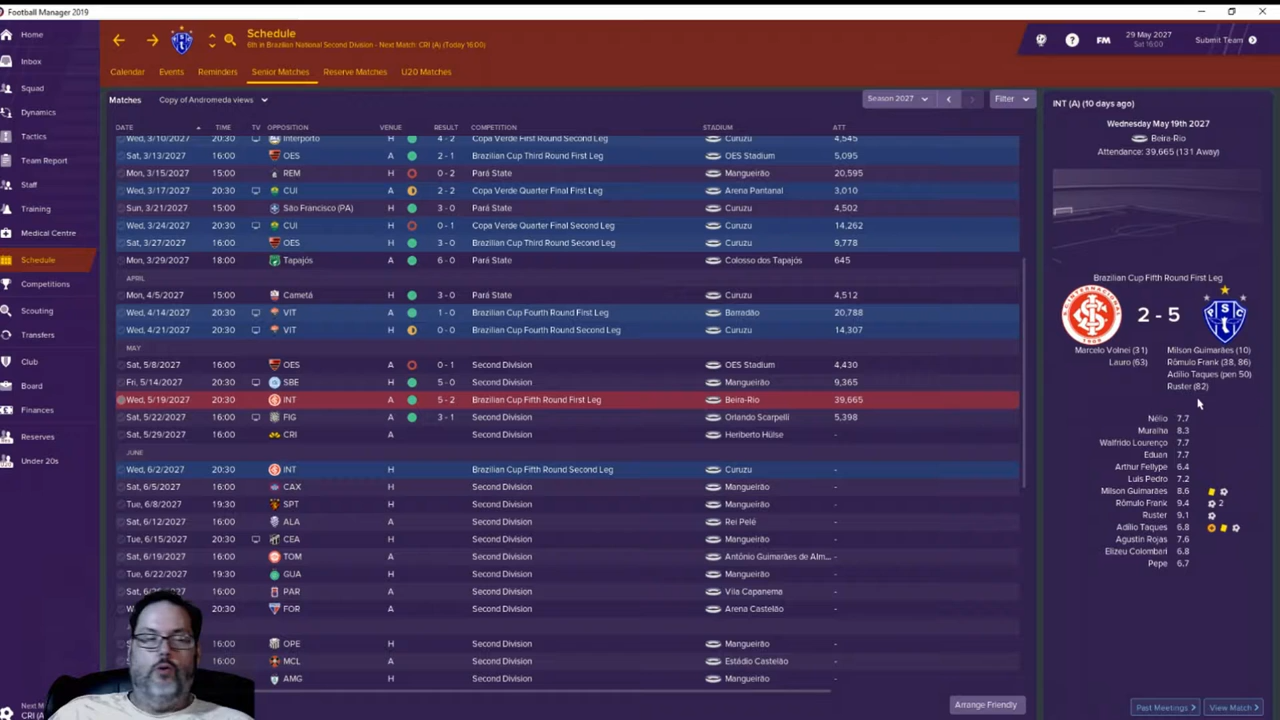 Football Manager 2019
Home
Inbox
Squad
Dynamics
Tactics
Team Report
Staff
Training
Medical Centre
Schedule
Competitions
Scouting
Transfers
Club
Board
Finances
Reserves
Under 20s
Next M
CRI (A)
Schedule
6th in Brazilian National Second Division - Next Match: CRI (A) (Today 16:00)
FM
29 May 2027
Sat 16:00
Submit Team
Calendar Events Reminders Senior Matches Reserve Matches U20 Matches
Matches Copy of Andromeda views Season 2027 Filter
DATE TIME TV OPPOSITION VENUE RESULT COMPETITION STADIUM ATT
Wed, 3/10/2027 20:30 Interporto H 4 - 2 Copa Verde First Round Second Leg Curuzu 4,545
Sat, 3/13/2027 16:00 OES A 2 - 1 Brazilian Cup Third Round First Leg OES Stadium 5,095
Mon, 3/15/2027 15:00 REM H 0 - 2 Pará State Mangueirão 20,595
Wed, 3/17/2027 20:30 CUI A 2 - 2 Copa Verde Quarter Final First Leg Arena Pantanal 3,010
Sun, 3/21/2027 15:00 São Francisco (PA) H 3 - 0 Pará State Curuzu 4,502
Wed, 3/24/2027 20:30 CUI H 0 - 1 Copa Verde Quarter Final Second Leg Curuzu 14,262
Sat, 3/27/2027 16:00 OES H 3 - 0 Brazilian Cup Third Round Second Leg Curuzu 9,778
Mon, 3/29/2027 18:00 Tapajós A 6 - 0 Pará State Colosso dos Tapajós 645
APRIL
Mon, 4/5/2027 15:00 Cametá H 3 - 0 Pará State Curuzu 4,512
Wed, 4/14/2027 20:30 VIT A 1 - 0 Brazilian Cup Fourth Round First Leg Barradão 20,788
Wed, 4/21/2027 20:30 VIT H 0 - 0 Brazilian Cup Fourth Round Second Leg Curuzu 14,307
MAY
Sat, 5/8/2027 16:00 OES A 0 - 1 Second Division OES Stadium 4,430
Fri, 5/14/2027 20:30 SBE H 5 - 0 Second Division Mangueirão 9,365
Wed, 5/19/2027 20:30 INT A 5 - 2 Brazilian Cup Fifth Round First Leg Beira-Rio 39,665
Sat, 5/22/2027 16:00 FIG A 3 - 1 Second Division Orlando Scarpelli 5,398
Sat, 5/29/2027 16:00 CRI A Second Division Heriberto Hülse -
JUNE
Wed, 6/2/2027 20:30 INT H Brazilian Cup Fifth Round Second Leg Curuzu -
Sat, 6/5/2027 16:00 CAX H Second Division Mangueirão -
Tue, 6/8/2027 19:30 SPT H Second Division Mangueirão -
Sat, 6/12/2027 16:00 ALA A Second Division Rei Pelé -
Tue, 6/15/2027 20:30 CEA H Second Division Mangueirão -
Sat, 6/19/2027 16:00 TOM A Second Division Antônio Guimarães de Alm... -
Tue, 6/22/2027 19:30 GUA H Second Division Mangueirão -
Sat, 6/26/2027 16:00 PAR A Second Division Vila Capanema -
20:30 FOR A Second Division Arena Castelão -
16:00 OPE H Second Division Mangueirão -
16:00 MCL A Second Division Estádio Castelão -
16:00 AMG H Second Division Mangueirão -
Arrange Friendly
INT (A) (10 days ago)
Wednesday May 19th 2027
Beira-Rio
Attendance: 39,665 (131 Away)
Brazilian Cup Fifth Round First Leg
2 - 5
Marcelo Volnei (31)
Lauro (63)
Milson Guimarães (10)
Rômulo Frank (38, 86)
Adílio Taques (pen 50)
Ruster (82)
Nélio 7.7
Muralha 8.3
Walfrido Lourenço 7.7
Eduan 7.7
Arthur Fellype 6.4
Luis Pedro 7.2
Milson Guimarães 8.6
Rômulo Frank 9.4 2
Ruster 9.1
Adílio Taques 6.8
Agustín Rojas 7.6
Elizeu Colombari 6.8
Pepe 6.7
Past Meetings View Match